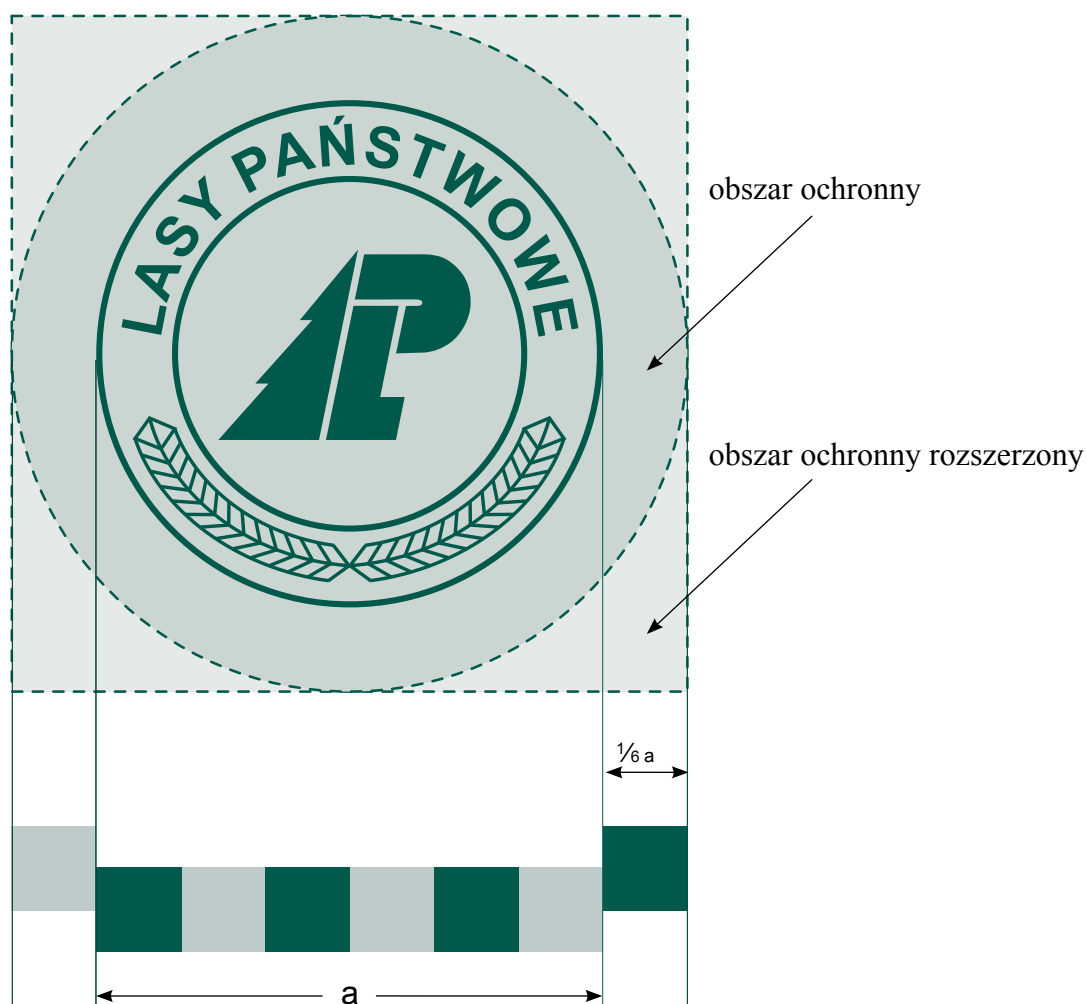 LASY PAŃSTWOWE
obszar ochronny
obszar ochronny rozszerzony
⅙ a
a